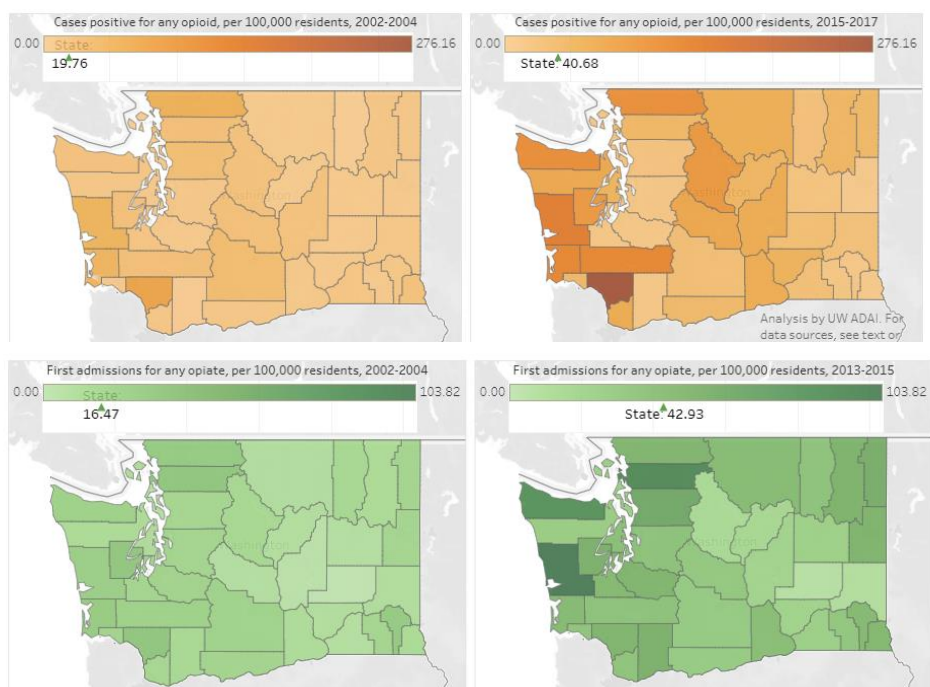 Cases positive for any opioid, per 100,000 residents, 2002-2004
0.00 276.16
State:
19.76
Washington
Cases positive for any opioid, per 100,000 residents, 2015-2017
0.00 276.16
State: 40.68
Washington
Analysis by UW ADAI. For
data sources, see text or
First admissions for any opiate, per 100,000 residents, 2002-2004
0.00 103.82
State:
16.47
Washington
First admissions for any opiate, per 100,000 residents, 2013-2015
0.00 103.82
State: 42.93
Washington